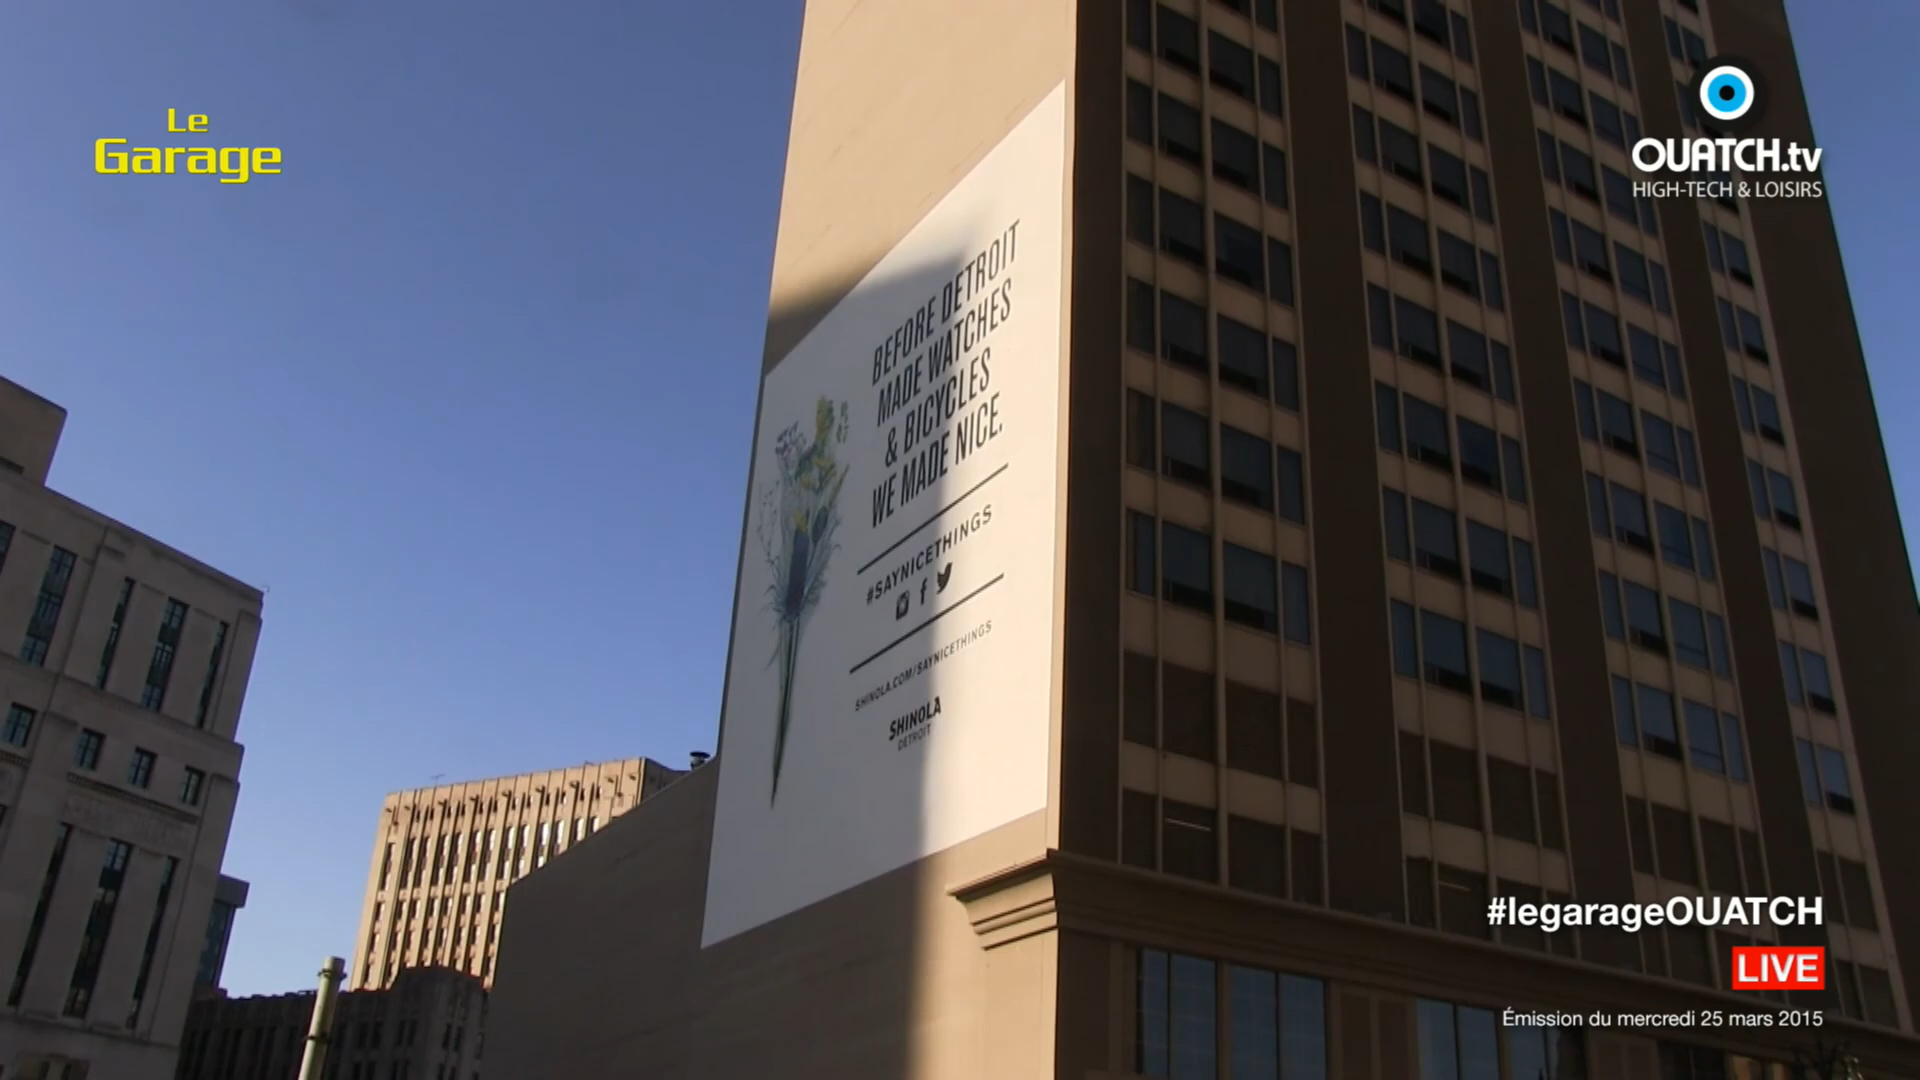 Le
Garage
OUATCH.tv
HIGH-TECH & LOISIRS
BEFORE DETROIT
MADE WATCHES
& BICYCLES
WE MADE NICE.
#SAYNICETHINGS
SHINOLA.COM/SAYNICETHINGS
SHINOLA
DETROIT
#legarageOUATCH
LIVE
Émission du mercredi 25 mars 2015